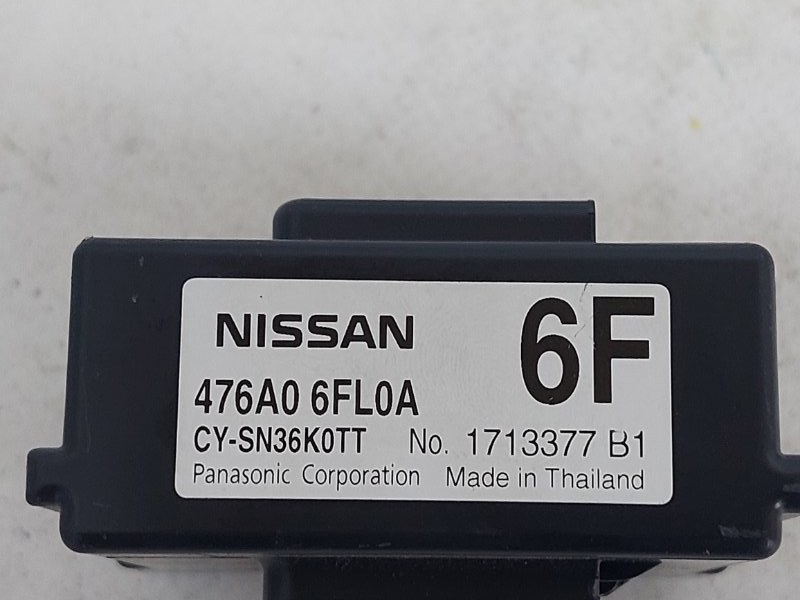 NISSAN
6F
476A0 6FL0A
CY-SN36K0TT No. 1713377 B1
Panasonic Corporation Made in Thailand